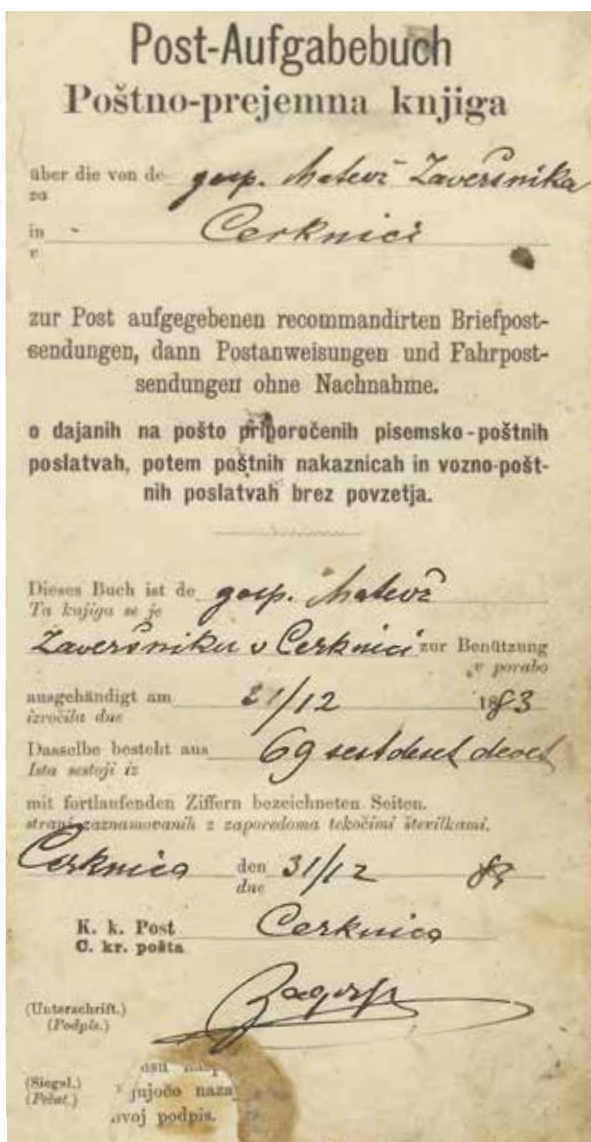 Post-Aufgabebuch
Poštno-prejemna knjiga
über die von de gosp. Matevž Zaveršnika
za
in Cerknici
v
zur Post aufgegebenen recommandirten Briefpost-
sendungen, dann Postanweisungen und Fahrpost-
sendungen ohne Nachnahme.
o dajanih na pošto priporočenih pisemsko-poštnih
poslatvah, potem poštnih nakaznicah in vozno-pošt-
nih poslatvah brez povzetja.
Dieses Buch ist de gosp. Matevž
Ta knjiga se je
Zaveršniku v Cerknici zur Benützung
v porabo
ausgehändigt am 31/12 1883
izročila dne
Dasselbe besteht aus 69 sestdeset devet
Ista sestoji iz
mit fortlaufenden Ziffern bezeichneten Seiten.
strani zaznamovanih z zaporedoma tekočimi številkami.
Cerknica den 31/12 83
dne
K. k. Post Cerknica
C. kr. pošta
(Unterschrift.)
(Podpis.)
(Siegel.)
(Pečat.)
jujočo naza
svoj podpis.